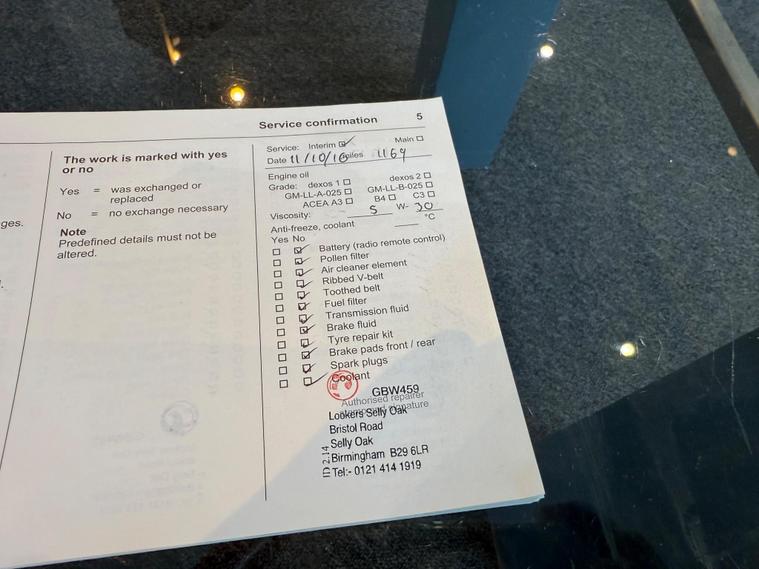 ges.
The work is marked with yes
or no
Yes = was exchanged or
replaced
No = no exchange necessary
Note
Predefined details must not be
altered.
Service confirmation 5
Service: Interim Main
Date 11/10/16 miles 1164
Engine oil
Grade: dexos 1 dexos 2
GM-LL-A-025 GM-LL-B-025
ACEA A3 B4 C3
Viscosity: 5 W- 30
Anti-freeze, coolant °C
Yes No
Battery (radio remote control)
Pollen filter
Air cleaner element
Ribbed V-belt
Toothed belt
Fuel filter
Transmission fluid
Brake fluid
Tyre repair kit
Brake pads front / rear
Spark plugs
Coolant
GBW459
Authorised repairer
signature
Lookers Selly Oak
Bristol Road
Selly Oak
Birmingham B29 6LR
Tel:- 0121 414 1919